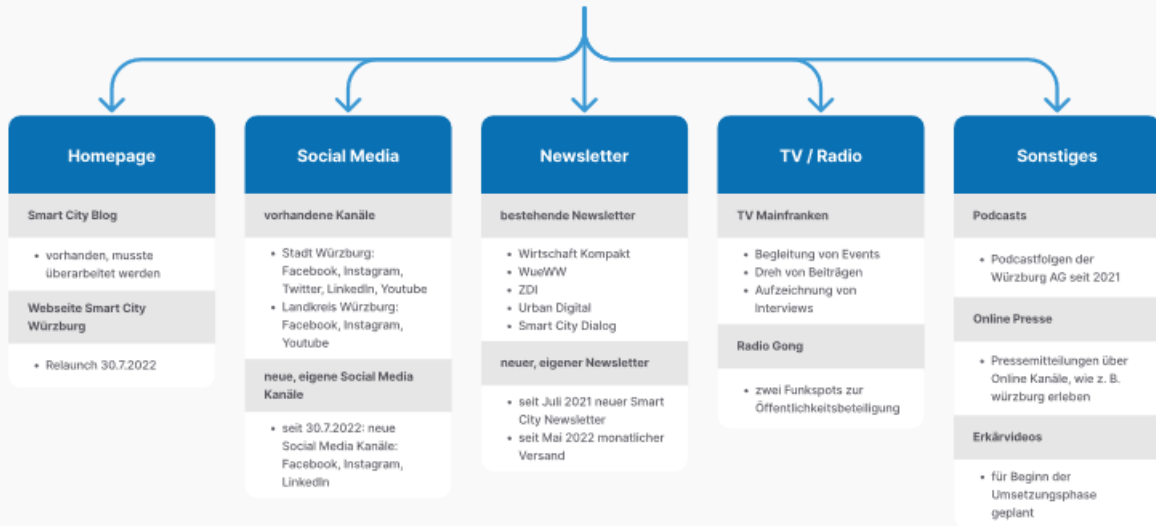 Homepage
Smart City Blog
• vorhanden, musste
überarbeitet werden
Webseite Smart City
Würzburg
• Relaunch 30.7.2022
Social Media
vorhandene Kanäle
• Stadt Würzburg:
Facebook, Instagram,
Twitter, LinkedIn, Youtube
• Landkreis Würzburg:
Facebook, Instagram,
Youtube
neue, eigene Social Media
Kanäle
• seit 30.7.2022: neue
Social Media Kanäle:
Facebook, Instagram,
LinkedIn
Newsletter
bestehende Newsletter
• Wirtschaft Kompakt
• WueWW
• ZDI
• Urban Digital
• Smart City Dialog
neuer, eigener Newsletter
• seit Juli 2021 neuer Smart
City Newsletter
• seit Mai 2022 monatlicher
Versand
TV / Radio
TV Mainfranken
• Begleitung von Events
• Dreh von Beiträgen
• Aufzeichnung von
Interviews
Radio Gong
• zwei Funkspots zur
Öffentlichkeitsbeteiligung
Sonstiges
Podcasts
• Podcastfolgen der
Würzburg AG seit 2021
Online Presse
• Pressemitteilungen über
Online Kanäle, wie z. B.
würzburg erleben
Erkärvideos
• für Beginn der
Umsetzungsphase
geplant